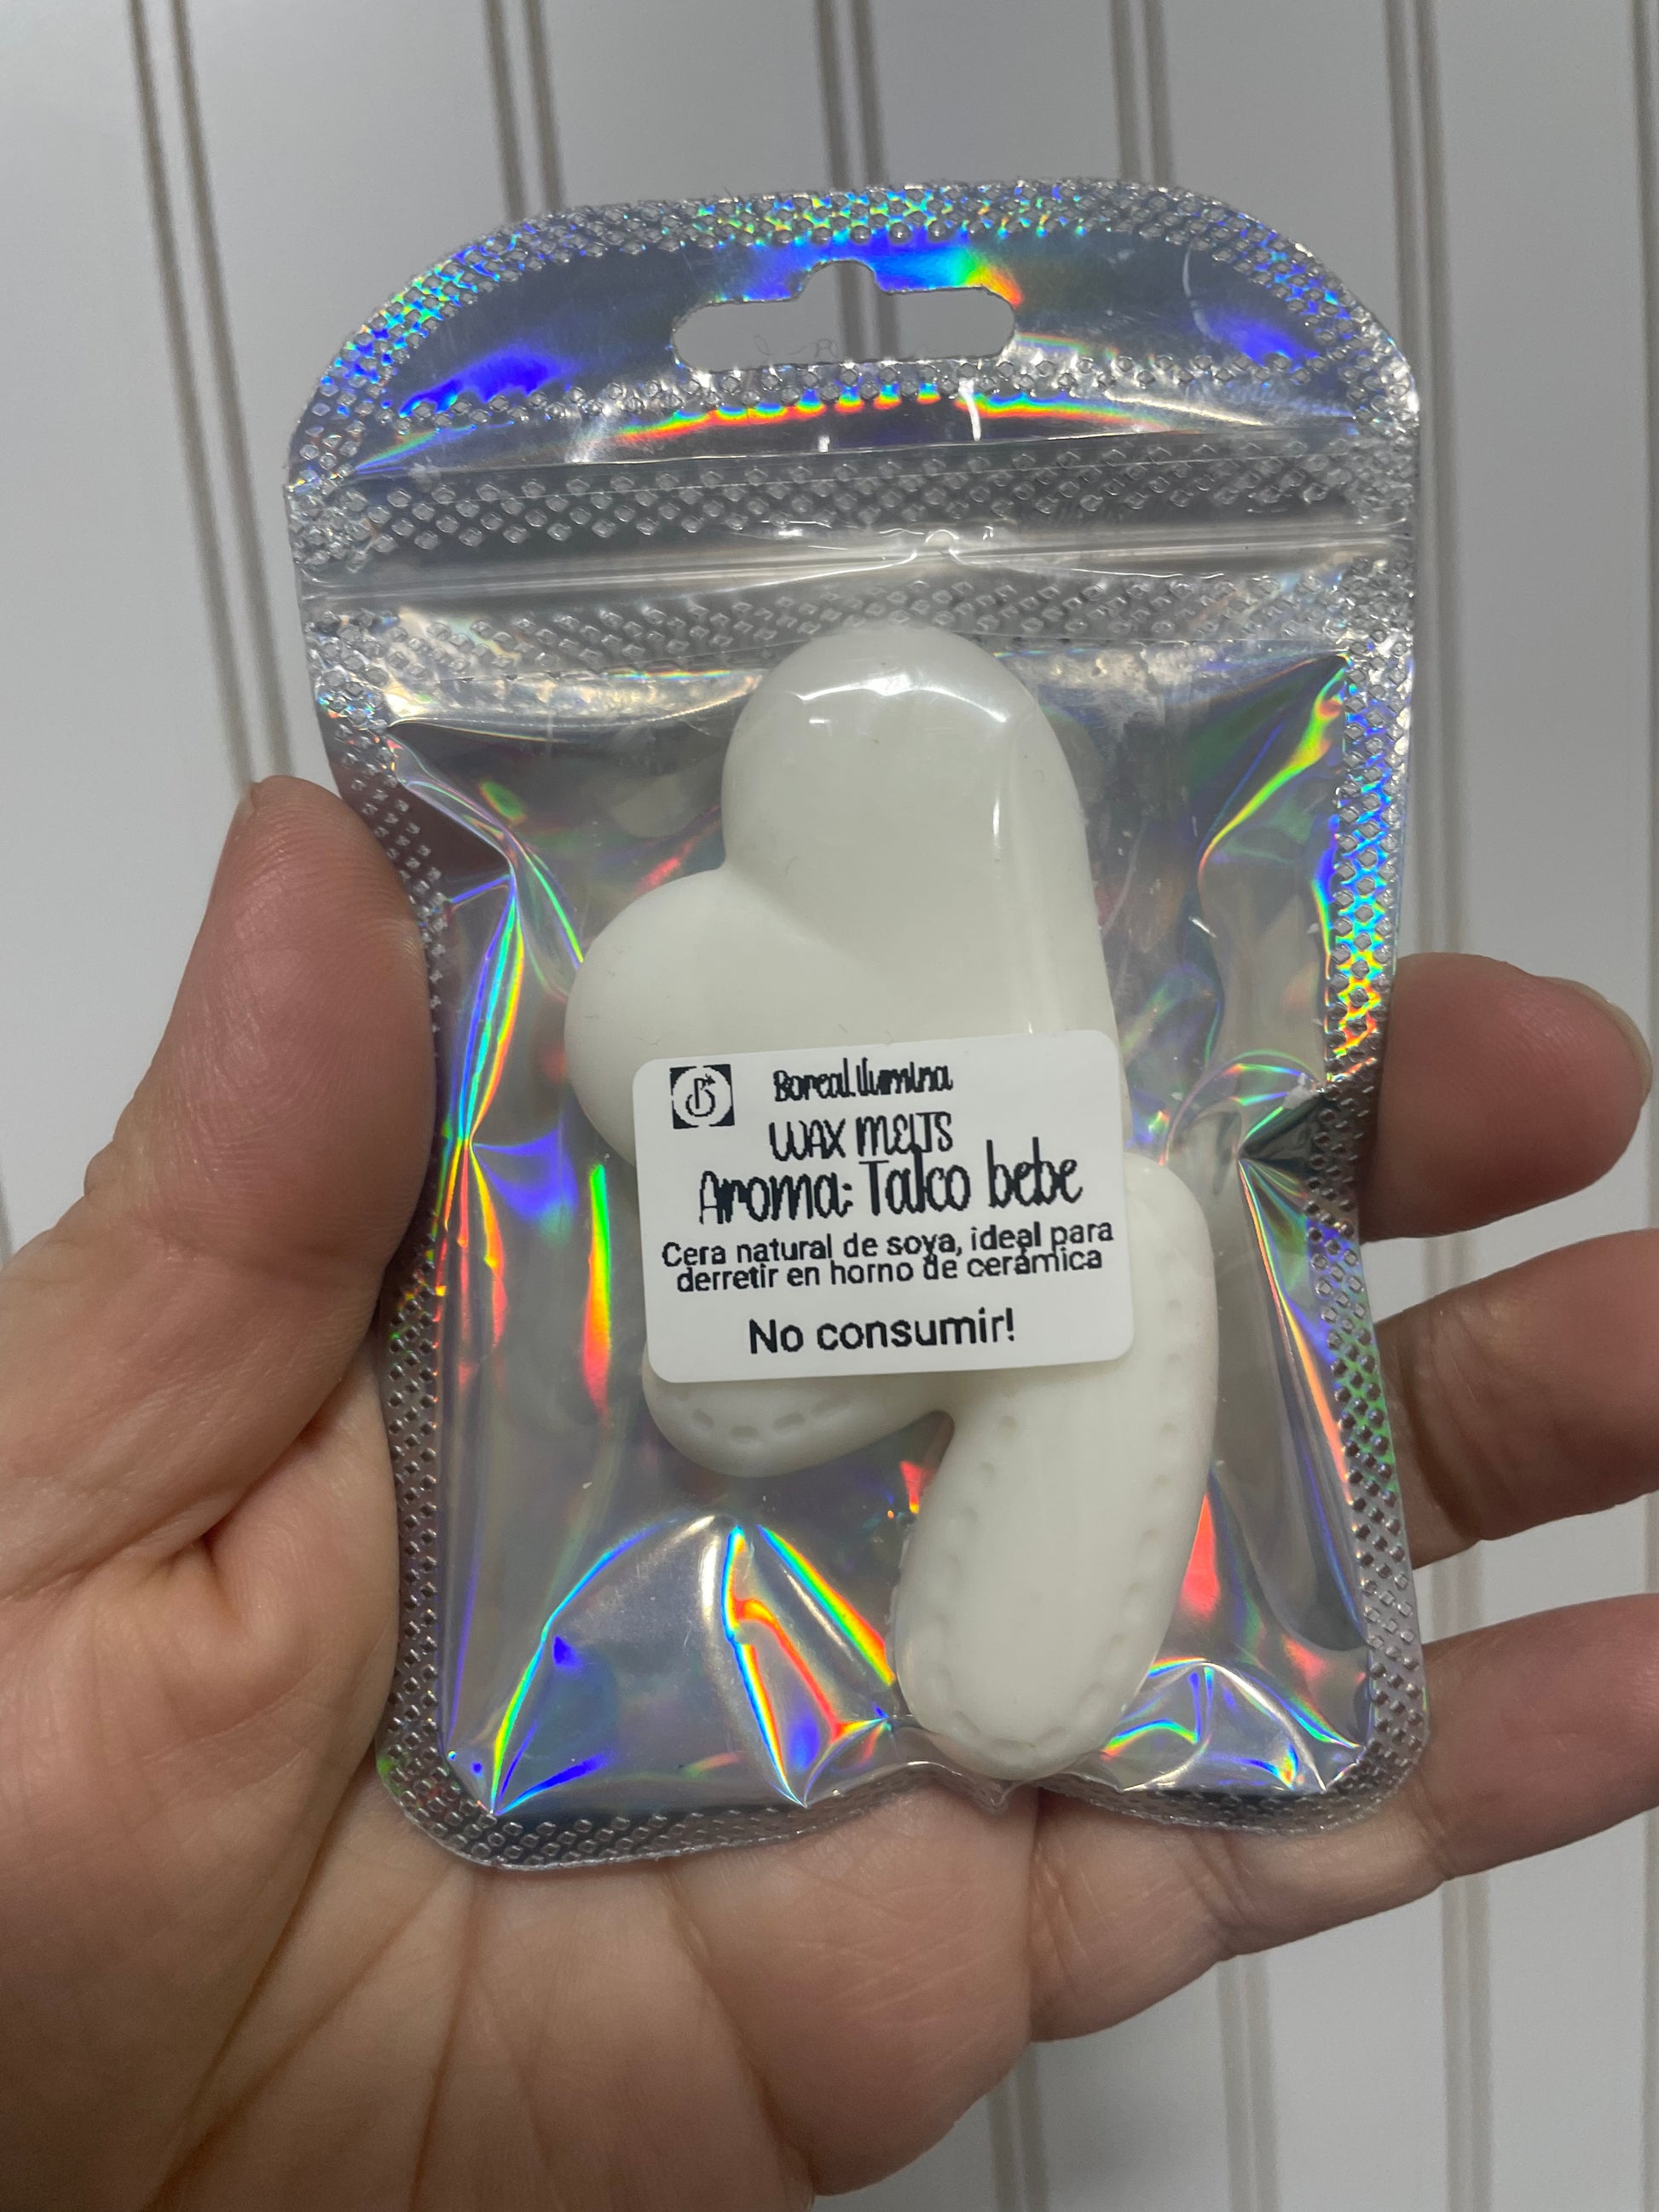 Boreal.Ilumina
WAX MELTS
Aroma: Talco bebe
Cera natural de soya, ideal para
derretir en horno de cerámica
No consumir!